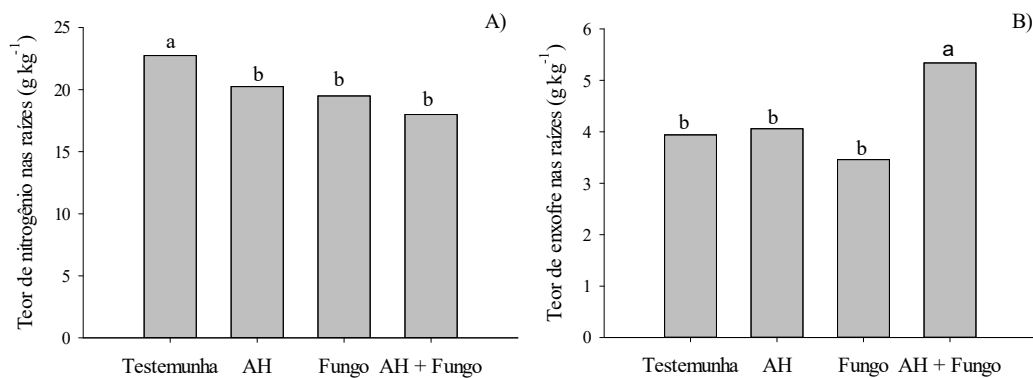 A)
Teor de nitrogênio nas raízes (g kg⁻¹)
25
20
15
10
5
0
a
b
b
b
Testemunha AH Fungo AH + Fungo
B)
Teor de enxofre nas raízes (g kg⁻¹)
6
5
4
3
2
1
0
b
b
b
a
Testemunha AH Fungo AH + Fungo